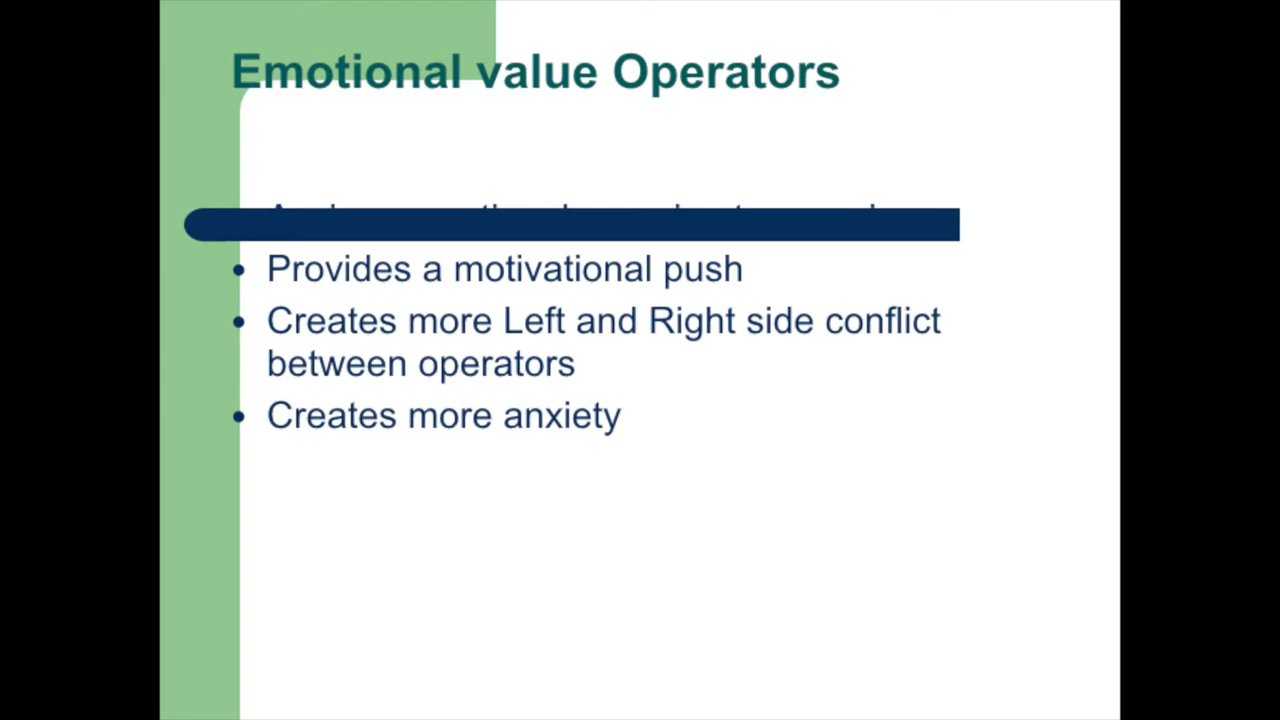 Emotional value Operators
• Provides a motivational push
• Creates more Left and Right side conflict
between operators
• Creates more anxiety